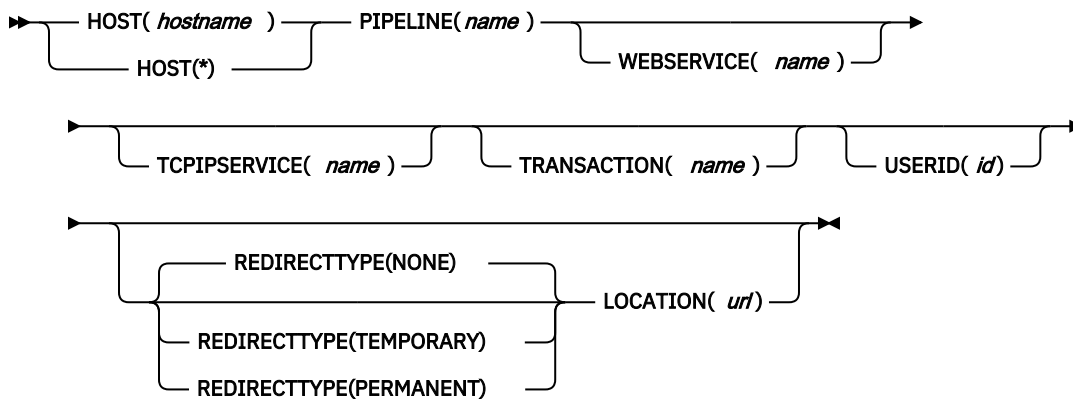 HOST( hostname ) PIPELINE( name )
HOST(*) WEBSERVICE( name )
TCPIPSERVICE( name ) TRANSACTION( name ) USERID( id)
REDIRECTTYPE(NONE)
LOCATION( url)
REDIRECTTYPE(TEMPORARY)
REDIRECTTYPE(PERMANENT)